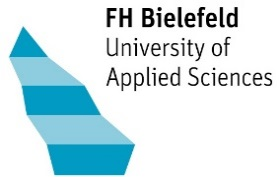 FH Bielefeld
University of
Applied Sciences